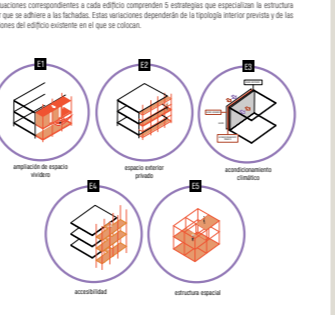 uaciones correspondientes a cada edificio comprenden 5 estrategias que especializan la estructura
que se adhiere a las fachadas. Estas variaciones dependerán de la tipología interior prevista y de las
ones del edificio existente en el que se colocan.
E1
E2
E3
ampliación de espacio
vividero
espacio exterior
privado
acondicionamiento
climático
E4
E5
accesibilidad
estructura espacial